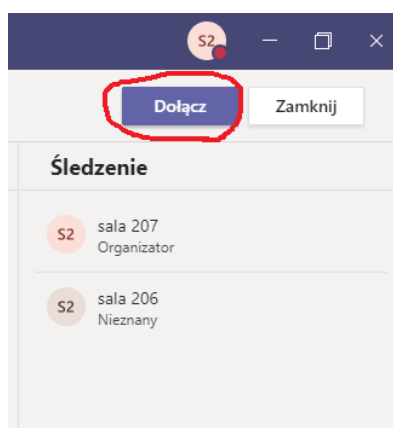 S2
Dołącz Zamknij
Śledzenie
S2 sala 207
Organizator
S2 sala 206
Nieznany